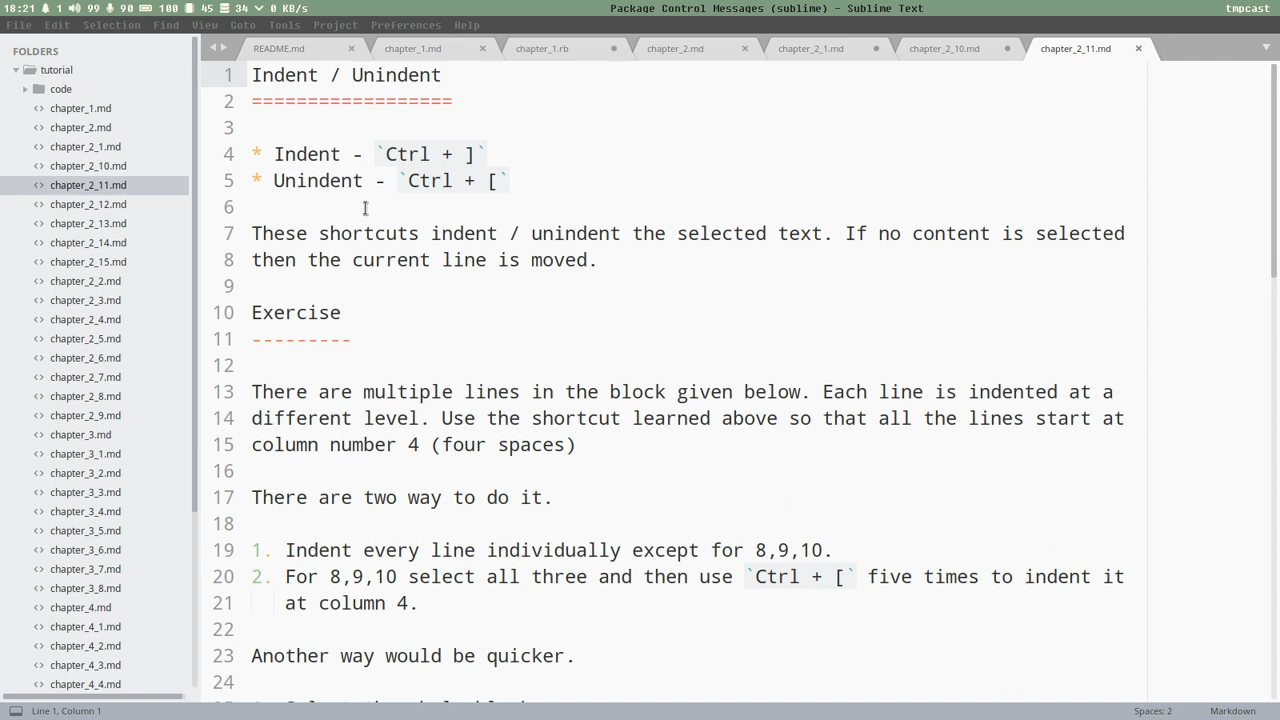 18:21 1 99 90 100 45 34 0 KB/s
Package Control Messages (sublime) - Sublime Text
tmpcast
File Edit Selection Find View Goto Tools Project Preferences Help
FOLDERS
tutorial
code
chapter_1.md
chapter_2.md
chapter_2_1.md
chapter_2_10.md
chapter_2_11.md
chapter_2_12.md
chapter_2_13.md
chapter_2_14.md
chapter_2_15.md
chapter_2_2.md
chapter_2_3.md
chapter_2_4.md
chapter_2_5.md
chapter_2_6.md
chapter_2_7.md
chapter_2_8.md
chapter_2_9.md
chapter_3.md
chapter_3_1.md
chapter_3_2.md
chapter_3_3.md
chapter_3_4.md
chapter_3_5.md
chapter_3_6.md
chapter_3_7.md
chapter_3_8.md
chapter_4.md
chapter_4_1.md
chapter_4_2.md
chapter_4_3.md
chapter_4_4.md
README.md chapter_1.md chapter_1.rb chapter_2.md chapter_2_1.md chapter_2_10.md chapter_2_11.md
1 Indent / Unindent
2 ==================
3
4 * Indent - `Ctrl + ]`
5 * Unindent - `Ctrl + [`
6
7 These shortcuts indent / unindent the selected text. If no content is selected
8 then the current line is moved.
9
10 Exercise
11 ---------
12
13 There are multiple lines in the block given below. Each line is indented at a
14 different level. Use the shortcut learned above so that all the lines start at
15 column number 4 (four spaces)
16
17 There are two way to do it.
18
19 1. Indent every line individually except for 8,9,10.
20 2. For 8,9,10 select all three and then use `Ctrl + [` five times to indent it
21 at column 4.
22
23 Another way would be quicker.
24
Line 1, Column 1
Spaces: 2
Markdown